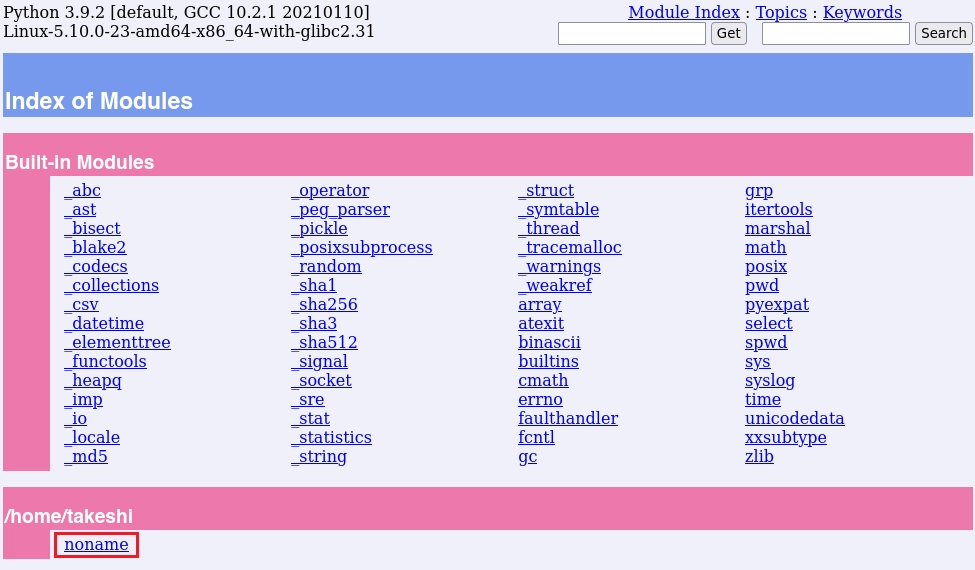 Python 3.9.2 [default, GCC 10.2.1 20210110]
Linux-5.10.0-23-amd64-x86_64-with-glibc2.31
Module Index : Topics : Keywords
Get Search
Index of Modules
Built-in Modules
_abc
_ast
_bisect
_blake2
_codecs
_collections
_csv
_datetime
_elementtree
_functools
_heapq
_imp
_io
_locale
_md5
_operator
_peg_parser
_pickle
_posixsubprocess
_random
_sha1
_sha256
_sha3
_sha512
_signal
_socket
_sre
_stat
_statistics
_string
_struct
_symtable
_thread
_tracemalloc
_warnings
_weakref
array
atexit
binascii
builtins
cmath
errno
faulthandler
fcntl
gc
grp
itertools
marshal
math
posix
pwd
pyexpat
select
spwd
sys
syslog
time
unicodedata
xxsubtype
zlib
/home/takeshi
noname